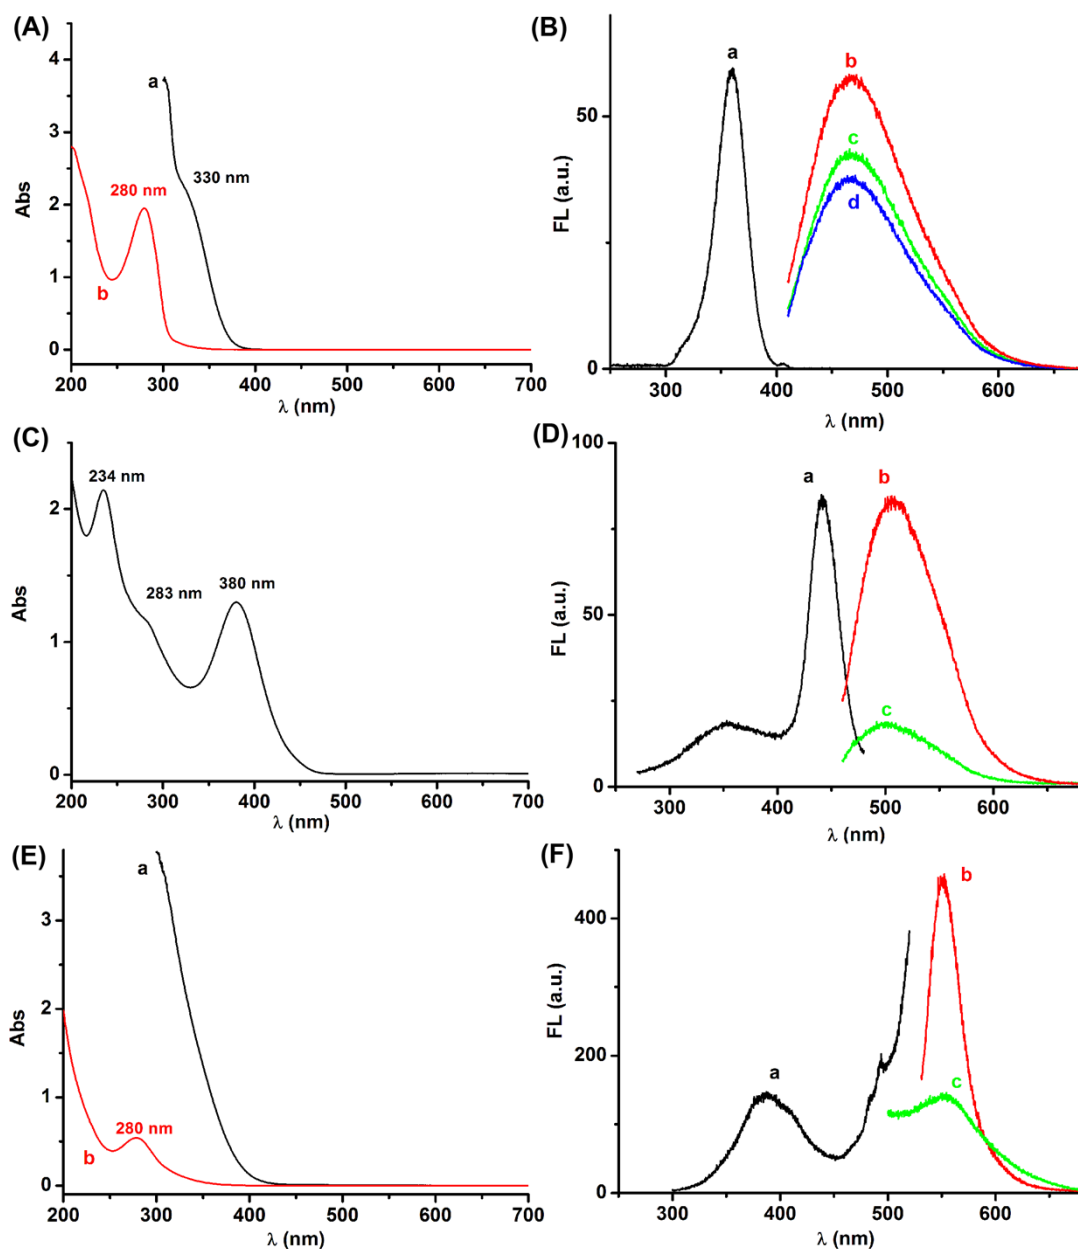 (A)
4
3
2
1
0
Abs
a
330 nm
280 nm
b
200 300 400 500 600 700
λ (nm)
(B)
50
0
FL (a.u.)
a
b
c
d
300 400 500 600
λ (nm)
(C)
2
1
0
Abs
234 nm
283 nm
380 nm
200 300 400 500 600 700
λ (nm)
(D)
100
50
0
FL (a.u.)
a
b
c
300 400 500 600
λ (nm)
(E)
3
2
1
0
Abs
a
280 nm
b
200 300 400 500 600 700
λ (nm)
(F)
400
200
0
FL (a.u.)
a
b
c
300 400 500 600
λ (nm)